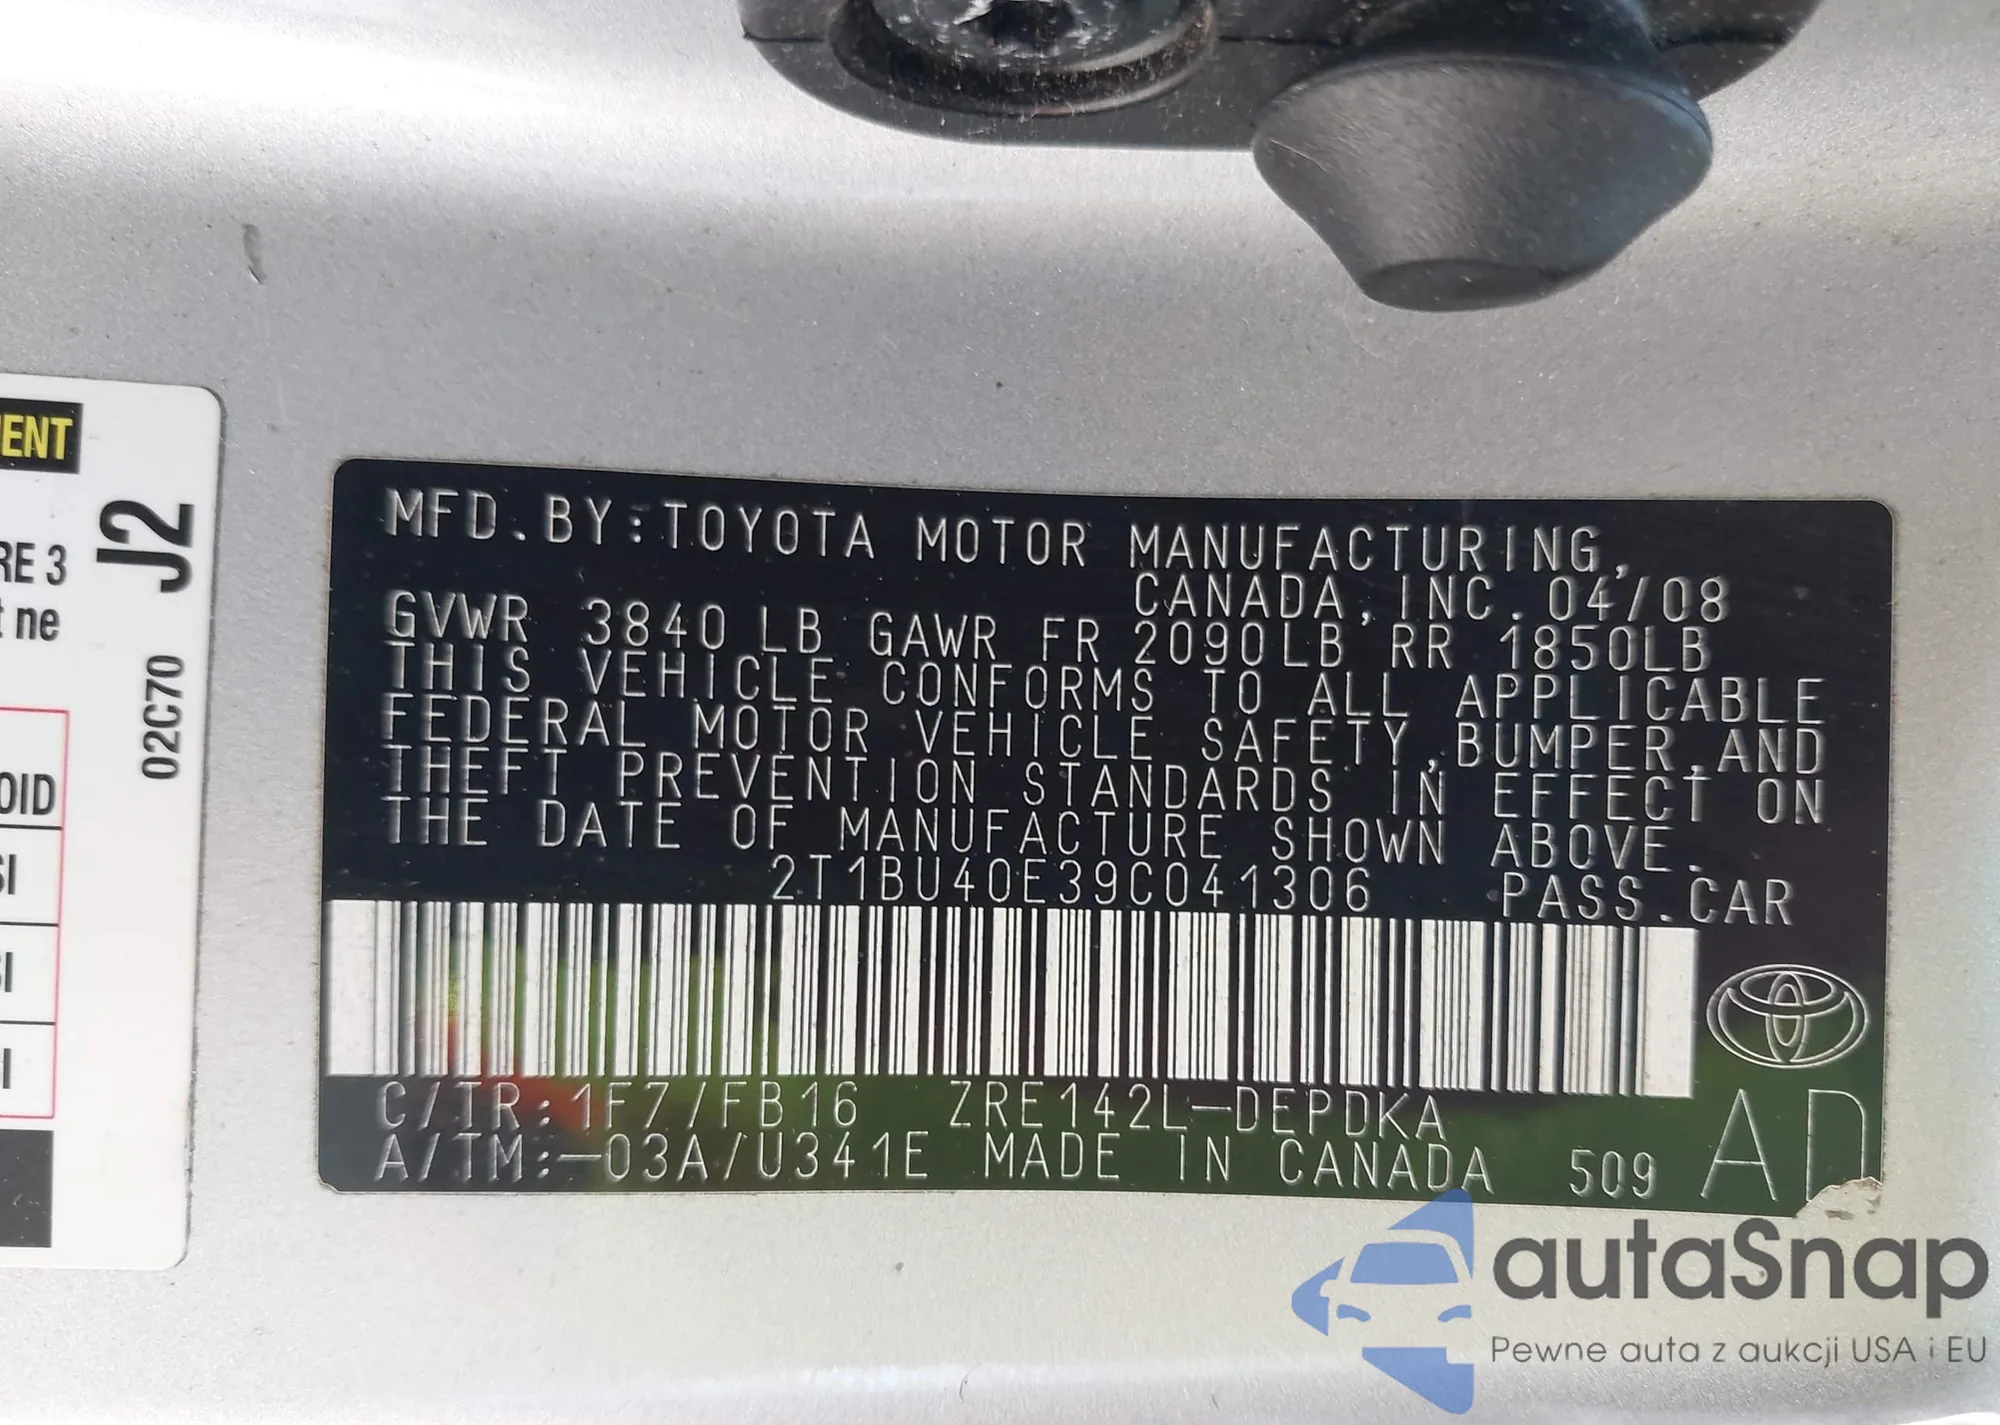 MFD.BY:TOYOTA MOTOR MANUFACTURING,
CANADA,INC.04/08
GVWR 3840 LB GAWR FR 2090LB RR 1850LB
THIS VEHICLE CONFORMS TO ALL APPLICABLE
FEDERAL MOTOR VEHICLE SAFETY,BUMPER,AND
THEFT PREVENTION STANDARDS IN EFFECT ON
THE DATE OF MANUFACTURE SHOWN ABOVE.
2T1BU40E39C041306 PASS.CAR
C/TR:1F7/FB16 ZRE142L-DEPDKA
A/TM:-03A/U341E MADE IN CANADA 509
AD
J2
02C70
ENT
RE 3
t ne
OID
SI
SI
I
autaSnap
Pewne auta z aukcji USA i EU